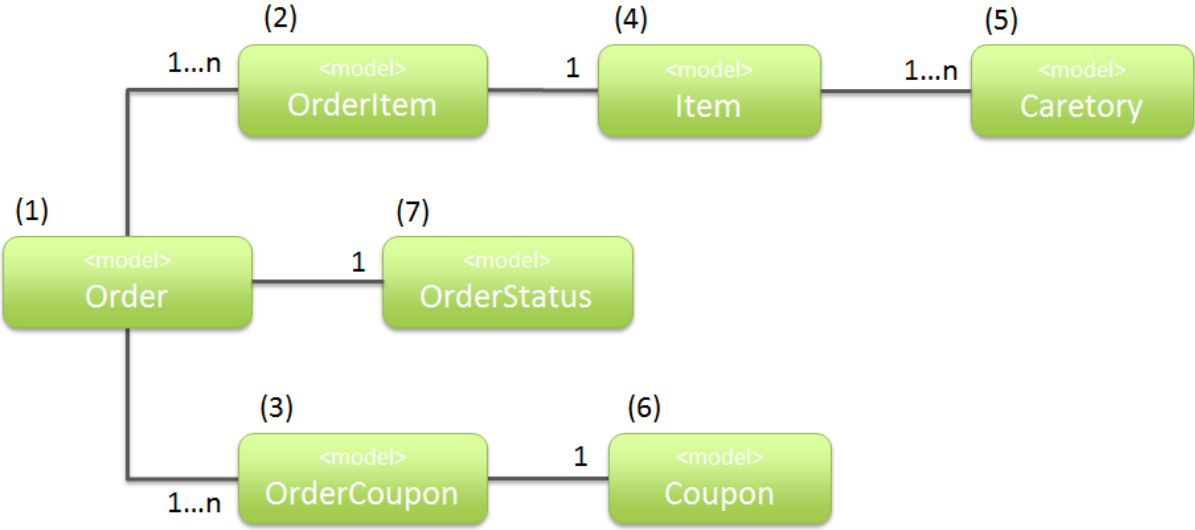 (2)
(4)
(5)
1...n
<model>
OrderItem
1
<model>
Item
1...n
<model>
Caretory
(1)
(7)
<model>
Order
1
<model>
OrderStatus
(3)
(6)
1...n
<model>
OrderCoupon
1
<model>
Coupon